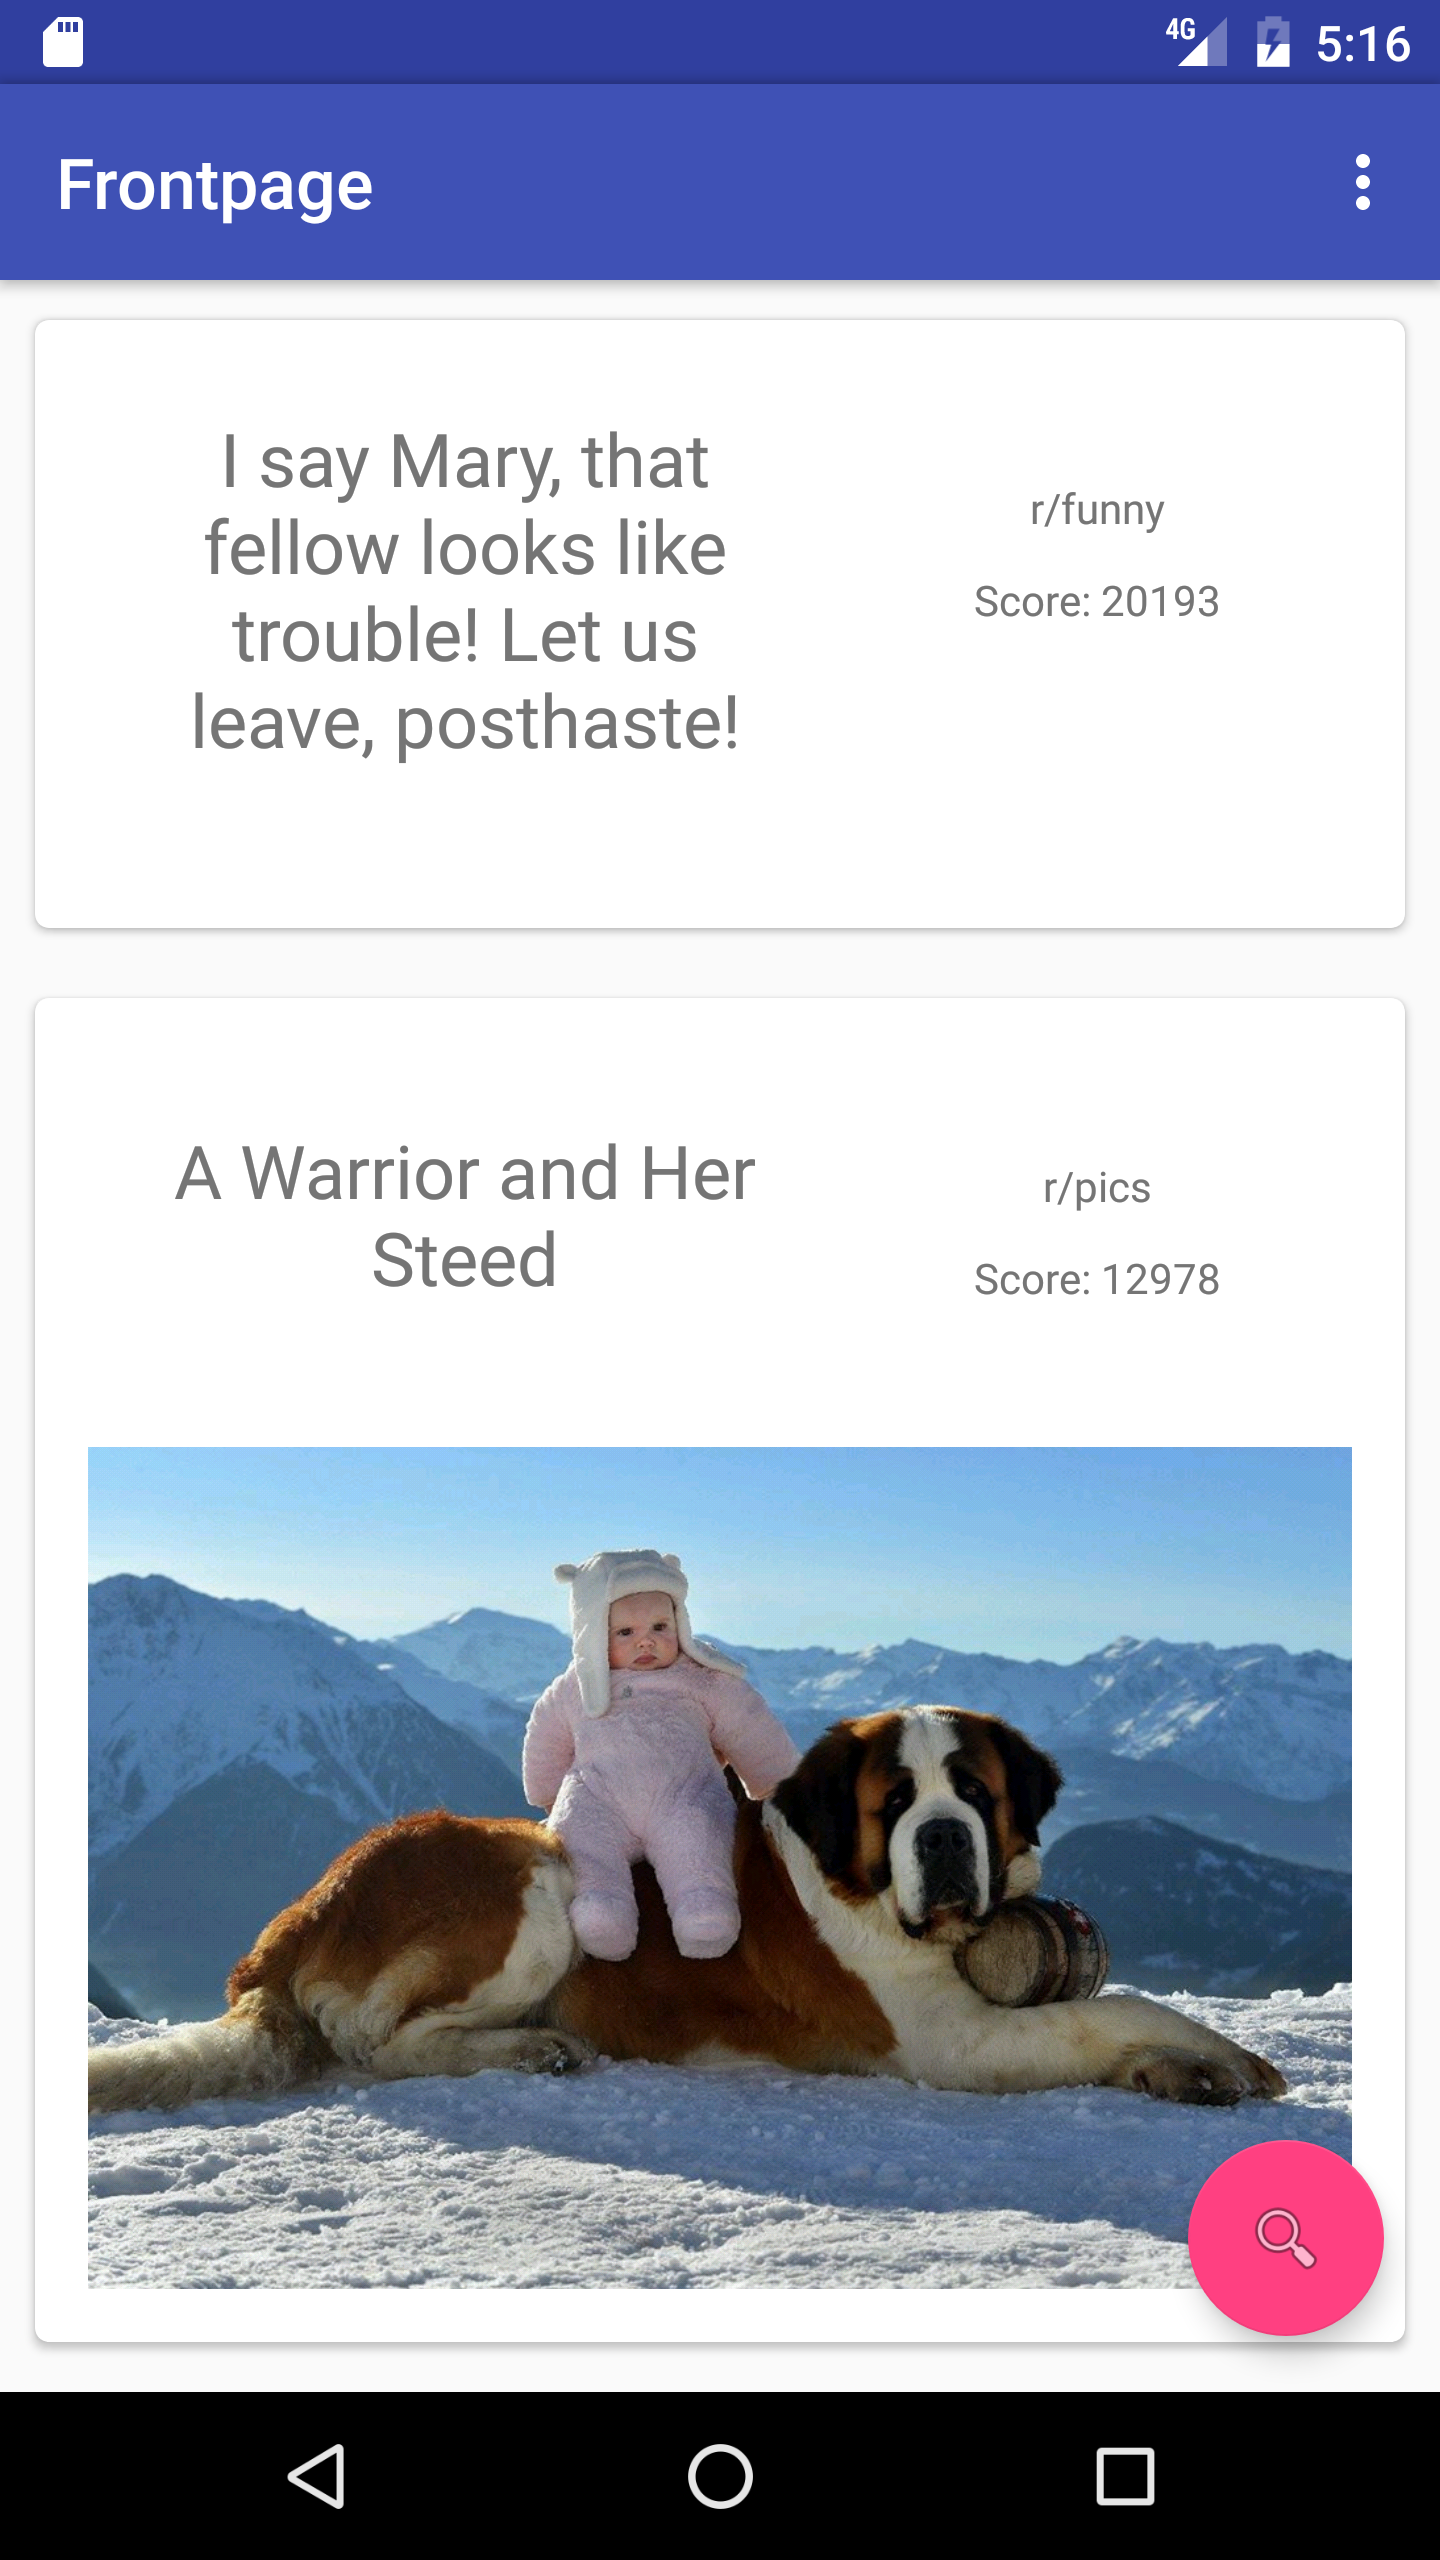 4G 5:16
Frontpage
I say Mary, that
fellow looks like
trouble! Let us
leave, posthaste!
r/funny
Score: 20193
A Warrior and Her
Steed
r/pics
Score: 12978